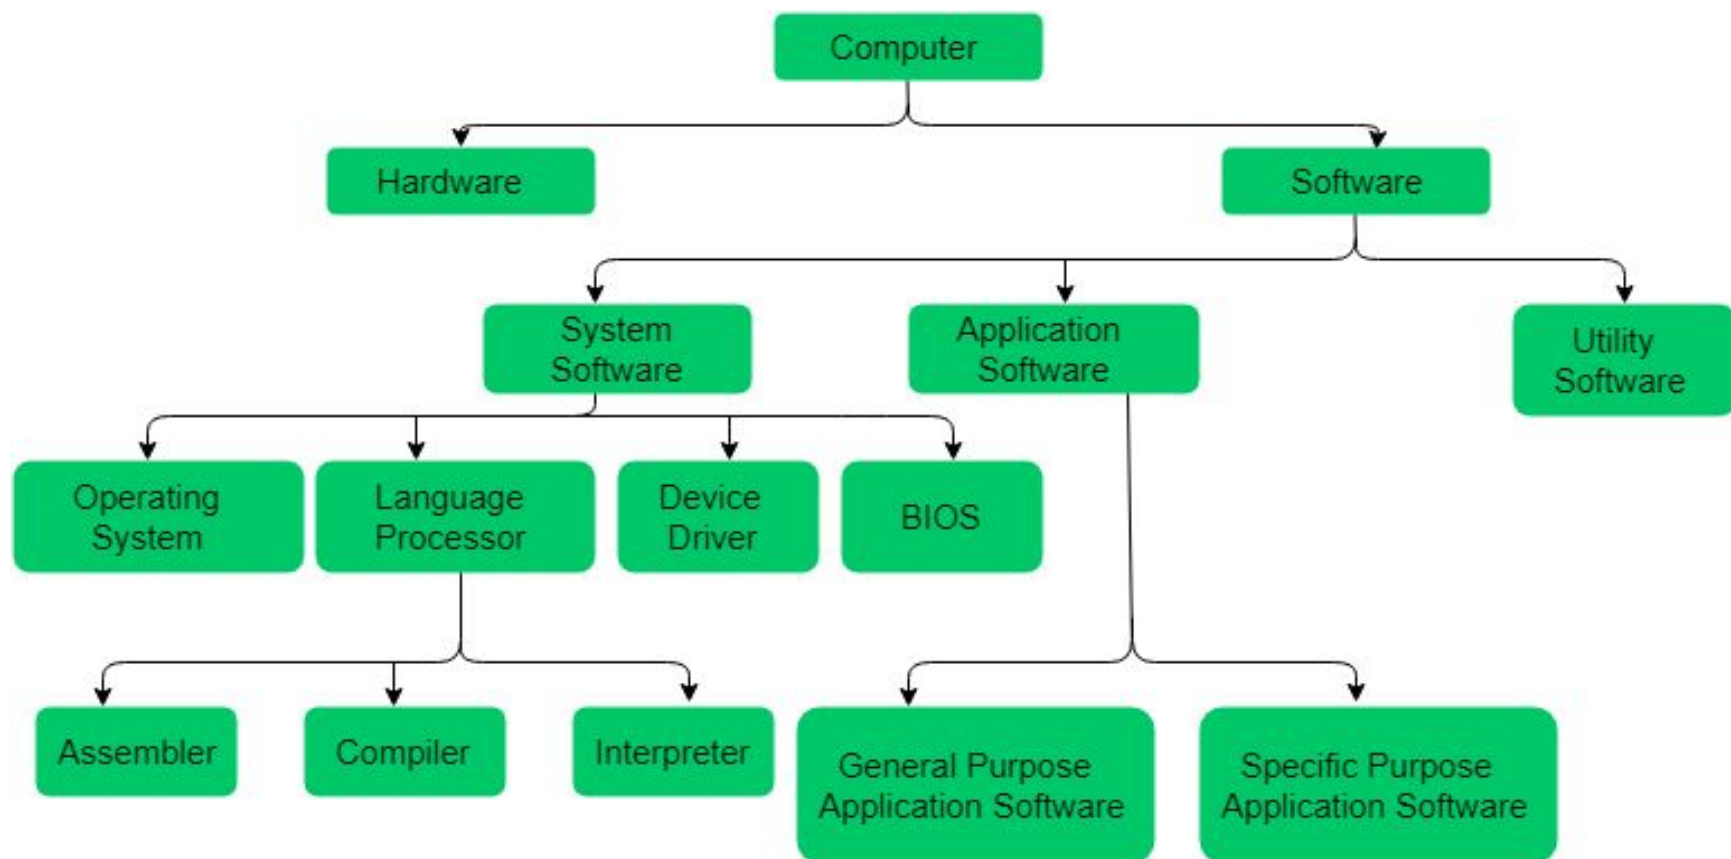 Computer
Hardware
Software
System
Software
Application
Software
Utility
Software
Operating
System
Language
Processor
Device
Driver
BIOS
Assembler
Compiler
Interpreter
General Purpose
Application Software
Specific Purpose
Application Software